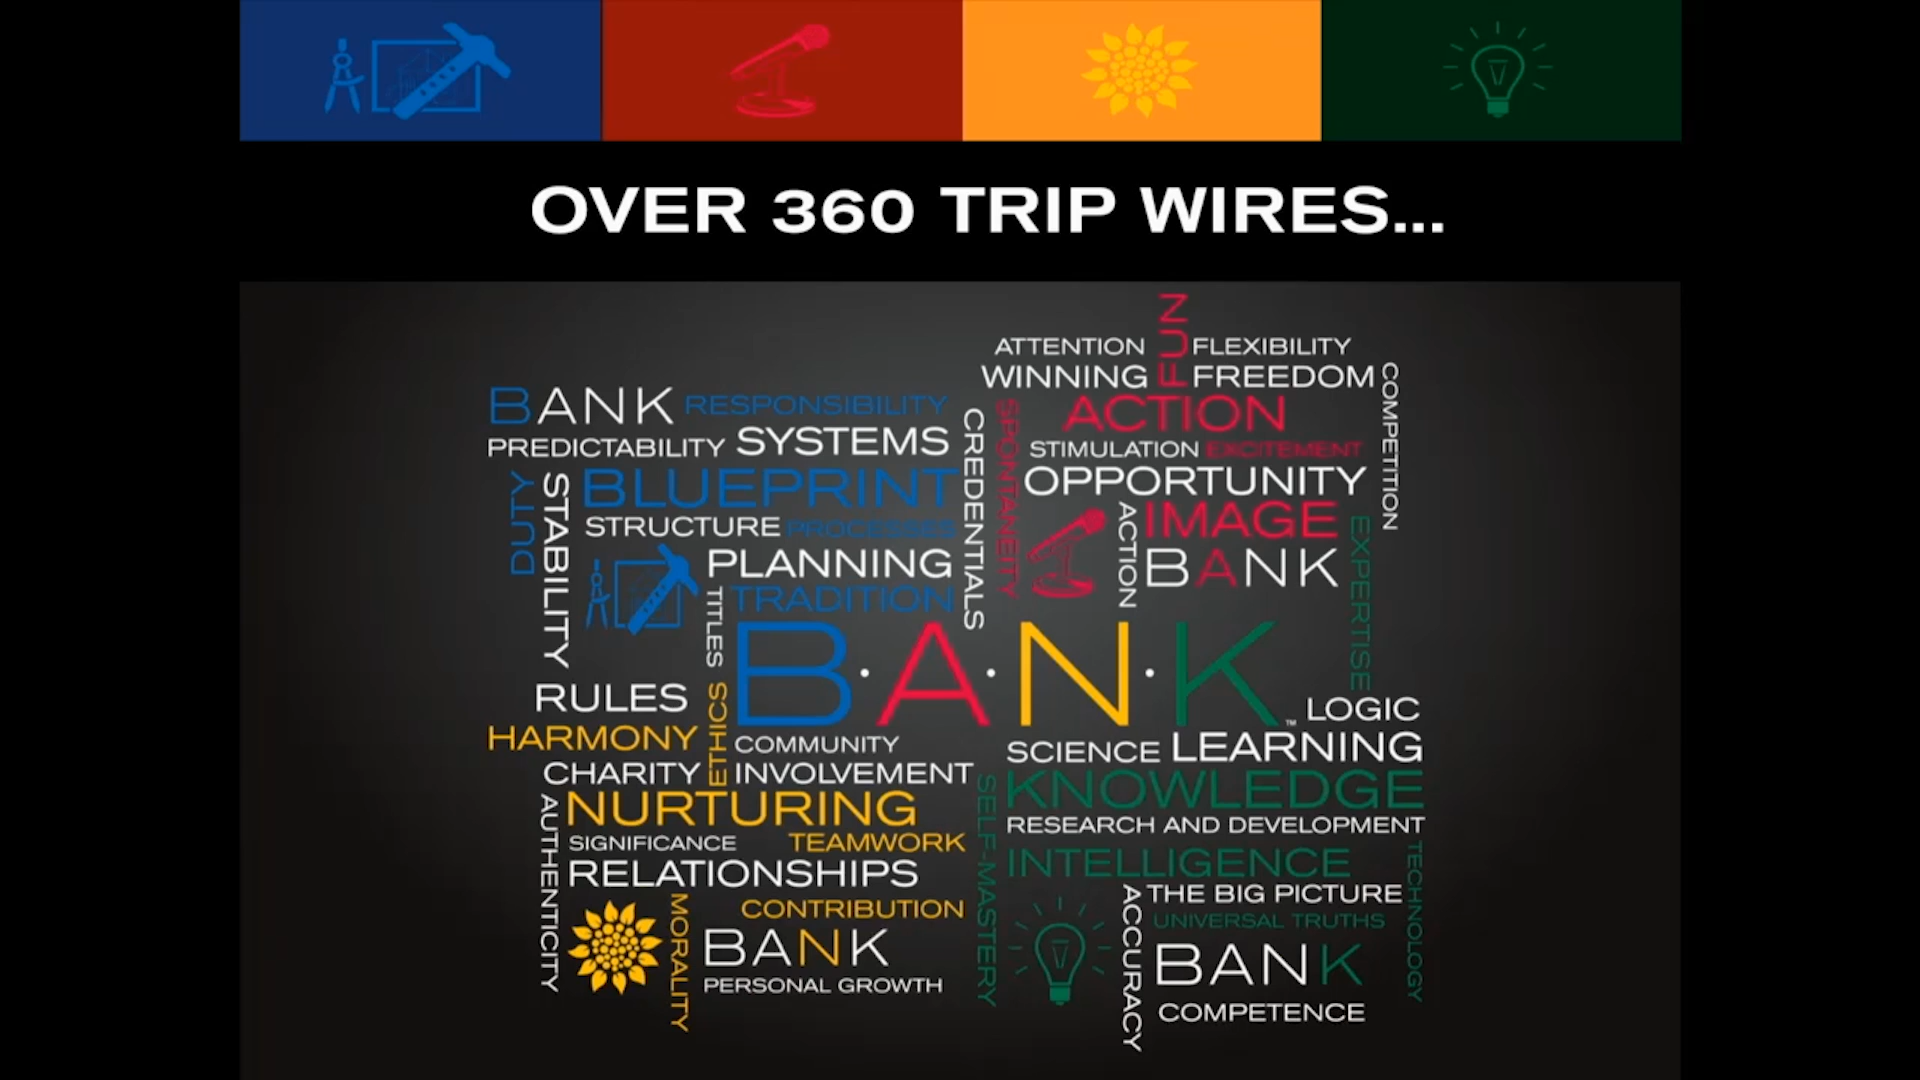 OVER 360 TRIP WIRES...
BANK RESPONSIBILITY
PREDICTABILITY SYSTEMS
DUTY
STABILITY
BLUEPRINT
STRUCTURE PROCESSES
PLANNING
TITLES
TRADITION
CREDENTIALS
RULES
ATTENTION
FUN
FLEXIBILITY
WINNING
FREEDOM
COMPETITION
SPONTANEITY
ACTION
STIMULATION EXCITEMENT
OPPORTUNITY
ACTION
IMAGE
BANK
EXPERTISE
B·A·N·K™
HARMONY
ETHICS
COMMUNITY
CHARITY
INVOLVEMENT
AUTHENTICITY
NURTURING
SIGNIFICANCE TEAMWORK
RELATIONSHIPS
MORALITY
CONTRIBUTION
BANK
PERSONAL GROWTH
LOGIC
SCIENCE LEARNING
SELF-MASTERY
KNOWLEDGE
RESEARCH AND DEVELOPMENT
INTELLIGENCE
TECHNOLOGY
ACCURACY
THE BIG PICTURE
UNIVERSAL TRUTHS
BANK
COMPETENCE